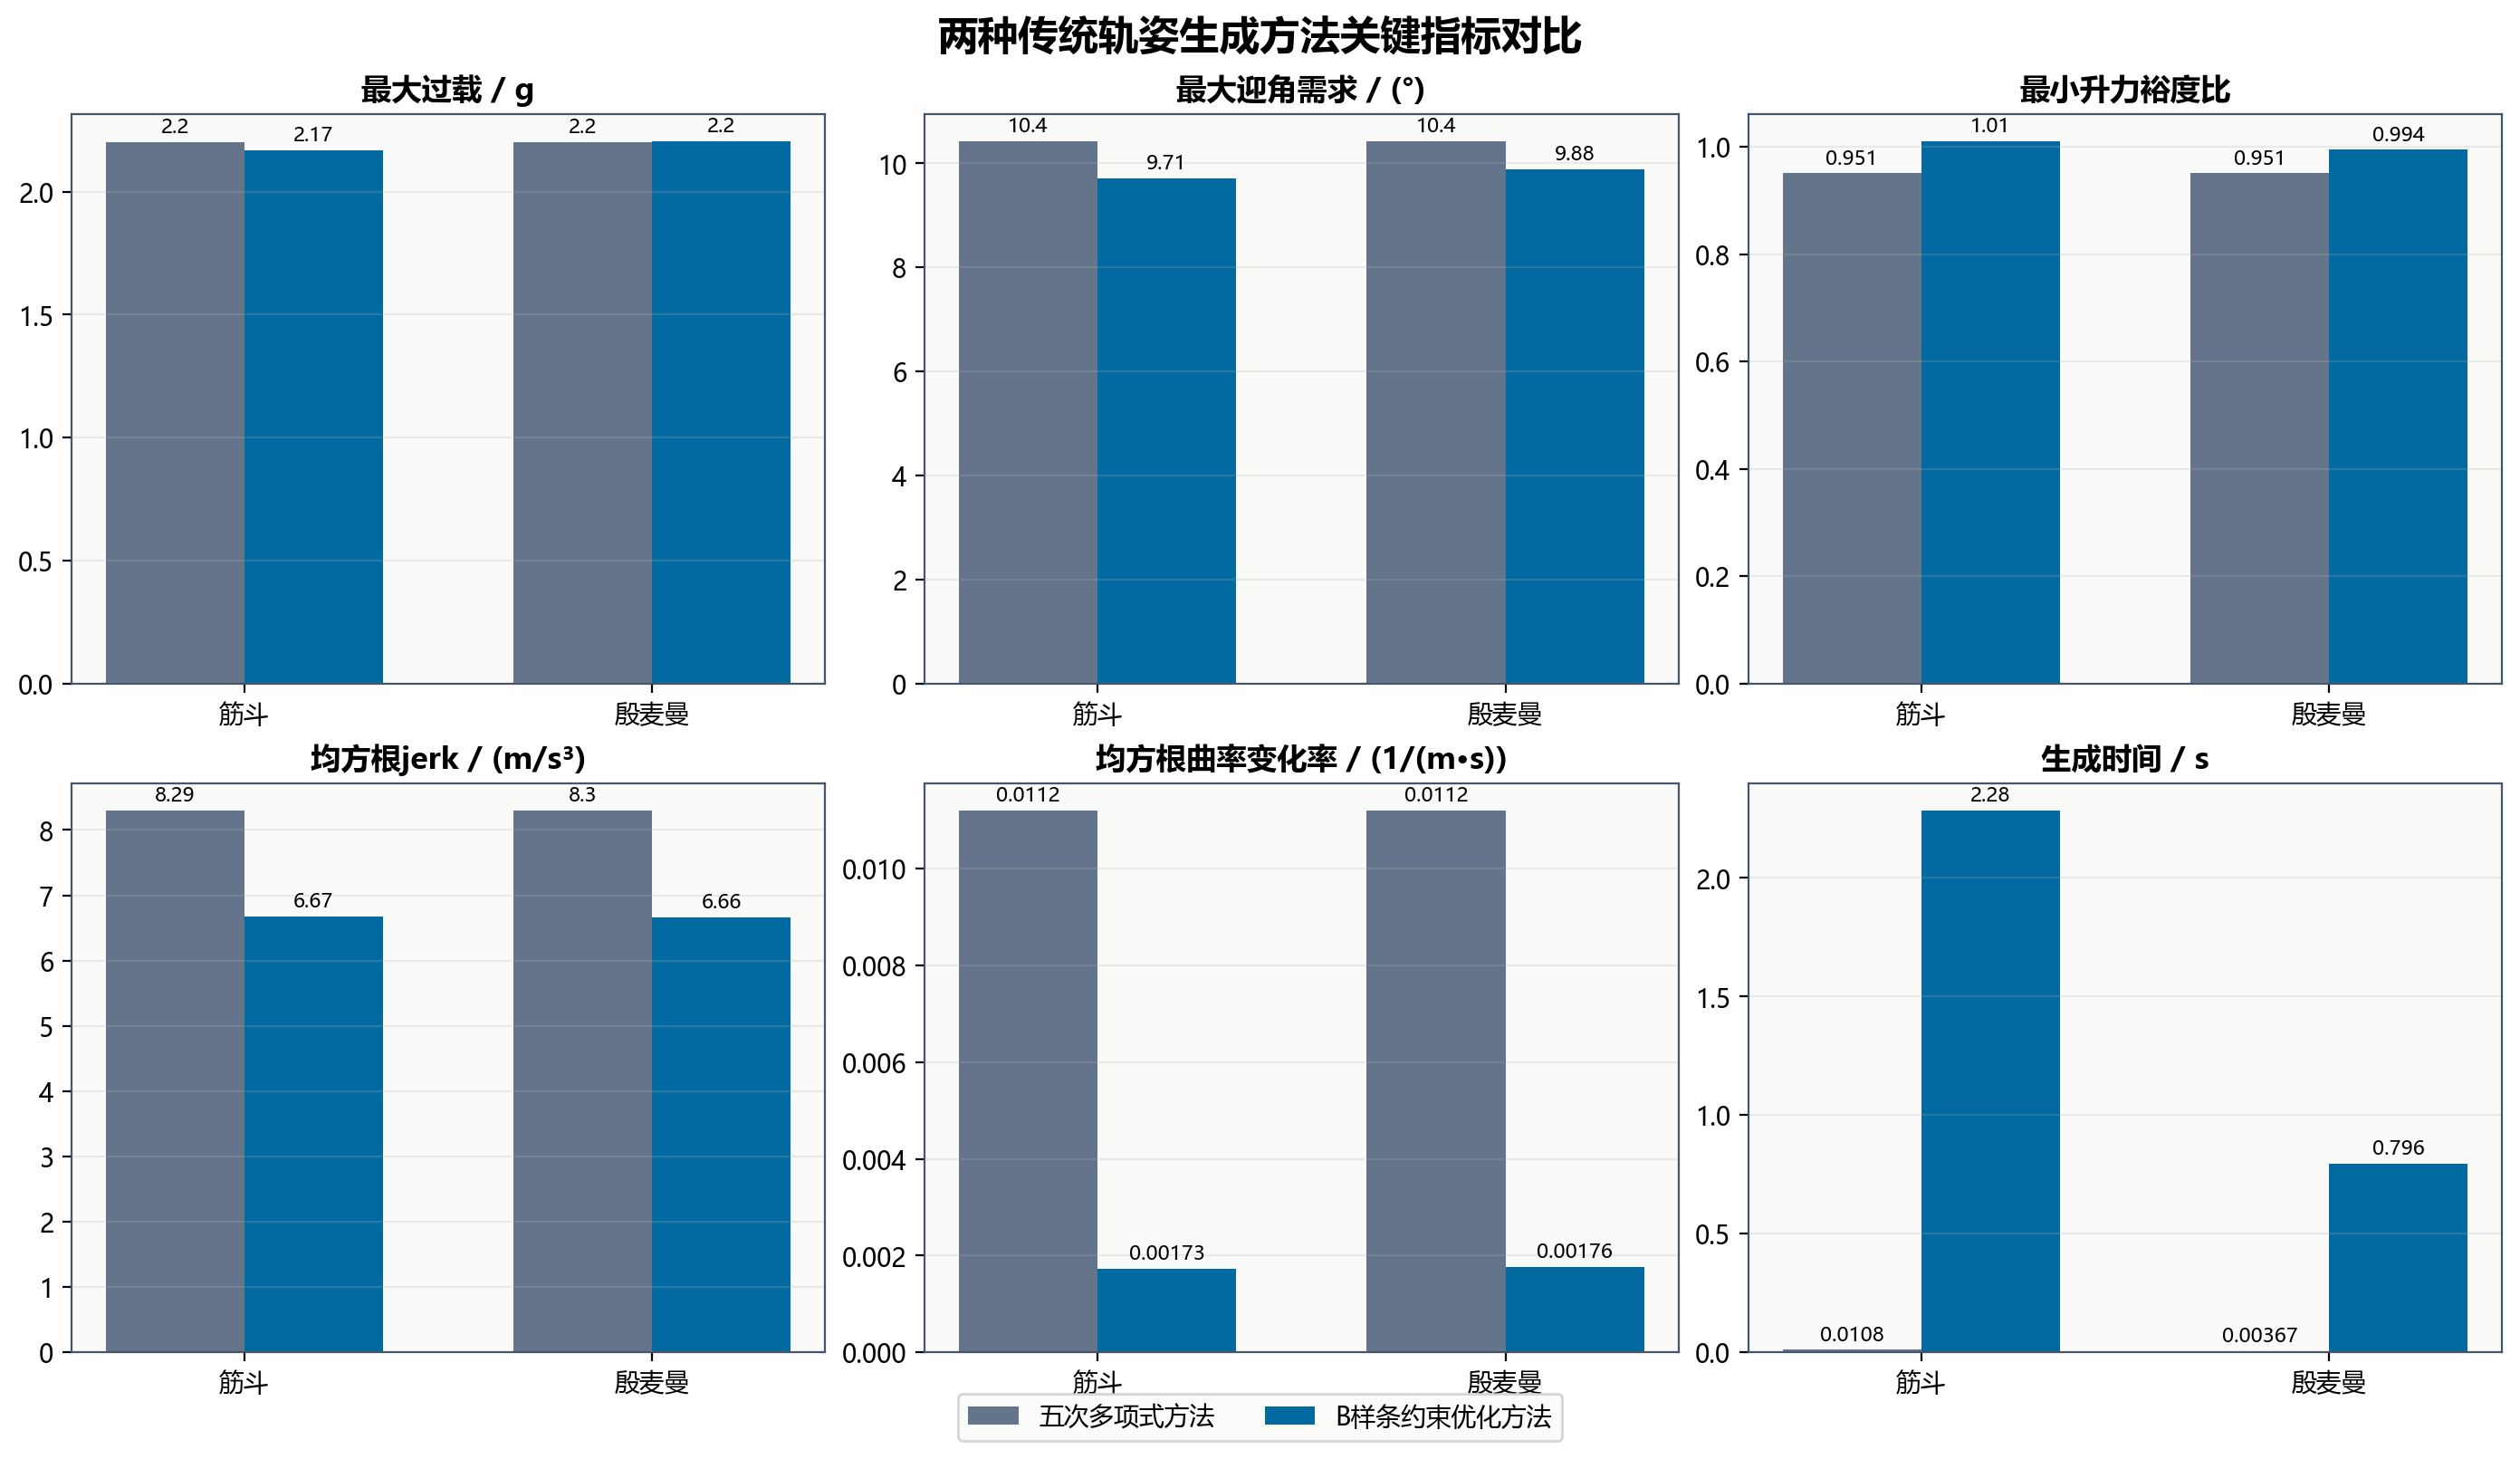 两种传统轨姿生成方法关键指标对比
最大过载 / g
2.2
2.17
2.2
2.2
2.0
1.5
1.0
0.5
0.0
筋斗
殷麦曼
最大迎角需求 / (°)
10.4
9.71
10.4
9.88
10
8
6
4
2
0
筋斗
殷麦曼
最小升力裕度比
0.951
1.01
0.951
0.994
1.0
0.8
0.6
0.4
0.2
0.0
筋斗
殷麦曼
均方根jerk / (m/s³)
8.29
6.67
8.3
6.66
8
7
6
5
4
3
2
1
0
筋斗
殷麦曼
均方根曲率变化率 / (1/(m•s))
0.0112
0.00173
0.0112
0.00176
0.010
0.008
0.006
0.004
0.002
0.000
筋斗
殷麦曼
生成时间 / s
0.0108
2.28
0.00367
0.796
2.0
1.5
1.0
0.5
0.0
筋斗
殷麦曼
五次多项式方法
B样条约束优化方法